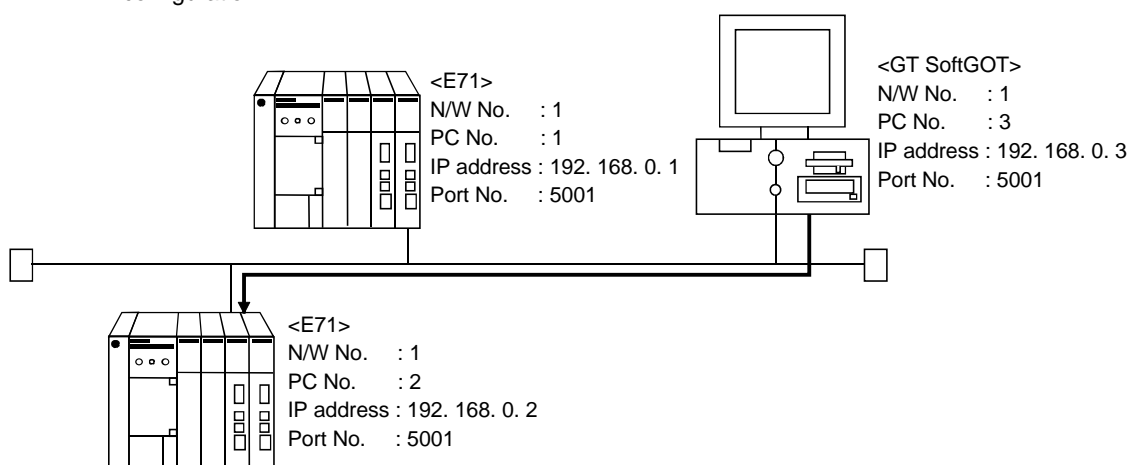 <E71>
N/W No. : 1
PC No. : 1
IP address : 192. 168. 0. 1
Port No. : 5001
<GT SoftGOT>
N/W No. : 1
PC No. : 3
IP address : 192. 168. 0. 3
Port No. : 5001
<E71>
N/W No. : 1
PC No. : 2
IP address : 192. 168. 0. 2
Port No. : 5001